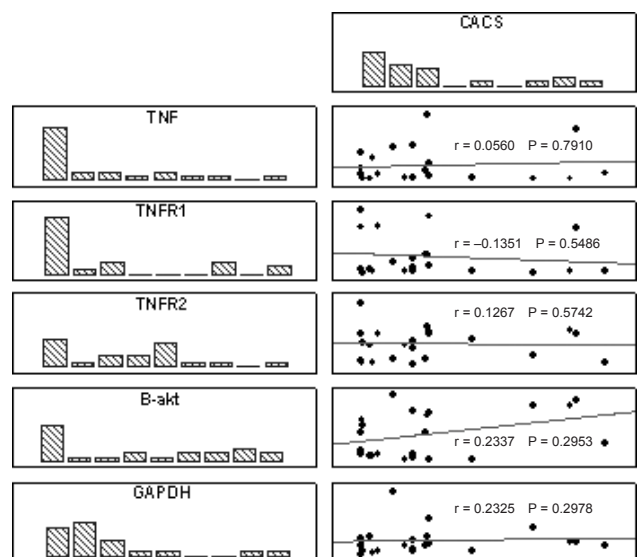 CACS
TNF
r = 0.0560 P = 0.7910
TNFR1
r = –0.1351 P = 0.5486
TNFR2
r = 0.1267 P = 0.5742
B-akt
r = 0.2337 P = 0.2953
GAPDH
r = 0.2325 P = 0.2978